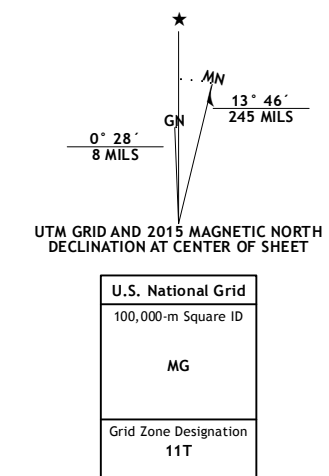 ★
MN
GN
13° 46´
245 MILS
0° 28´
8 MILS
UTM GRID AND 2015 MAGNETIC NORTH
DECLINATION AT CENTER OF SHEET
U.S. National Grid
100,000-m Square ID
MG
Grid Zone Designation
11T